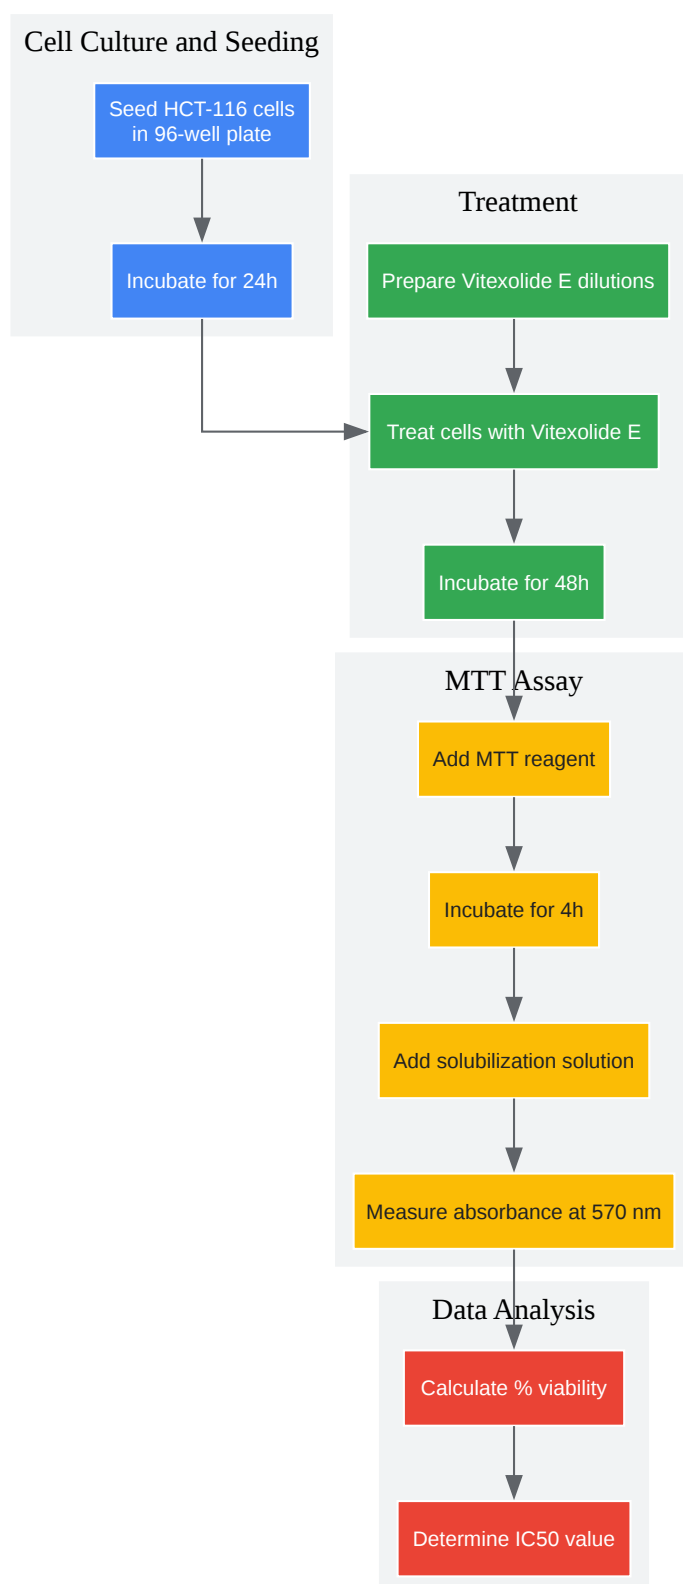 Cell Culture and Seeding
Seed HCT-116 cells
in 96-well plate
Incubate for 24h
Treatment
Prepare Vitexolide E dilutions
Treat cells with Vitexolide E
Incubate for 48h
MTT Assay
Add MTT reagent
Incubate for 4h
Add solubilization solution
Measure absorbance at 570 nm
Data Analysis
Calculate % viability
Determine IC50 value